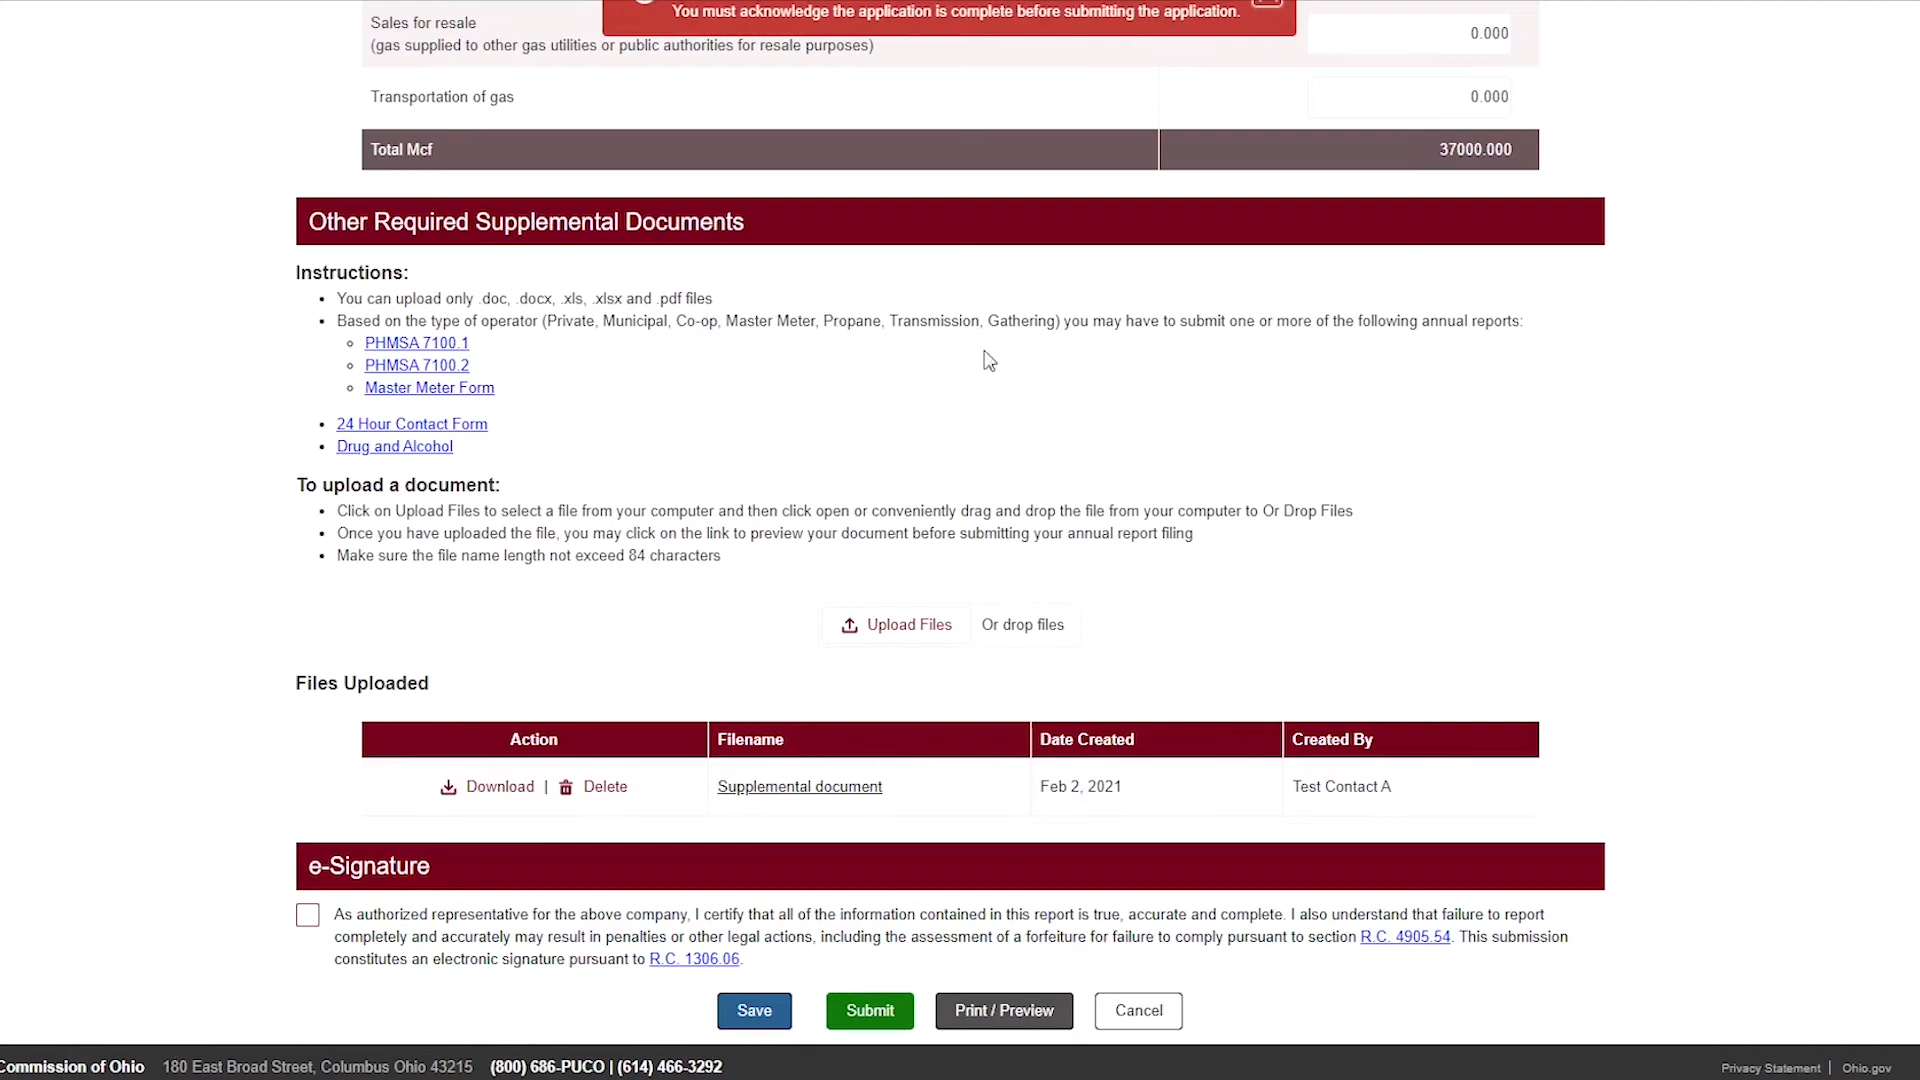 You must acknowledge the application is complete before submitting the application.
Sales for resale
(gas supplied to other gas utilities or public authorities for resale purposes)
0.000
Transportation of gas
0.000
Total Mcf
37000.000
Other Required Supplemental Documents
Instructions:
• You can upload only .doc, .docx, .xls, .xlsx and .pdf files
• Based on the type of operator (Private, Municipal, Co-op, Master Meter, Propane, Transmission, Gathering) you may have to submit one or more of the following annual reports:
PHMSA 7100.1
PHMSA 7100.2
Master Meter Form
• 24 Hour Contact Form
• Drug and Alcohol
To upload a document:
• Click on Upload Files to select a file from your computer and then click open or conveniently drag and drop the file from your computer to Or Drop Files
• Once you have uploaded the file, you may click on the link to preview your document before submitting your annual report filing
• Make sure the file name length not exceed 84 characters
Upload Files Or drop files
Files Uploaded
Action Filename Date Created Created By
Download | Delete Supplemental document Feb 2, 2021 Test Contact A
e-Signature
As authorized representative for the above company, I certify that all of the information contained in this report is true, accurate and complete. I also understand that failure to report
completely and accurately may result in penalties or other legal actions, including the assessment of a forfeiture for failure to comply pursuant to section R.C. 4905.54. This submission
constitutes an electronic signature pursuant to R.C. 1306.06.
Save Submit Print / Preview Cancel
Commission of Ohio 180 East Broad Street, Columbus Ohio 43215 (800) 686-PUCO | (614) 466-3292 Privacy Statement | Ohio.gov